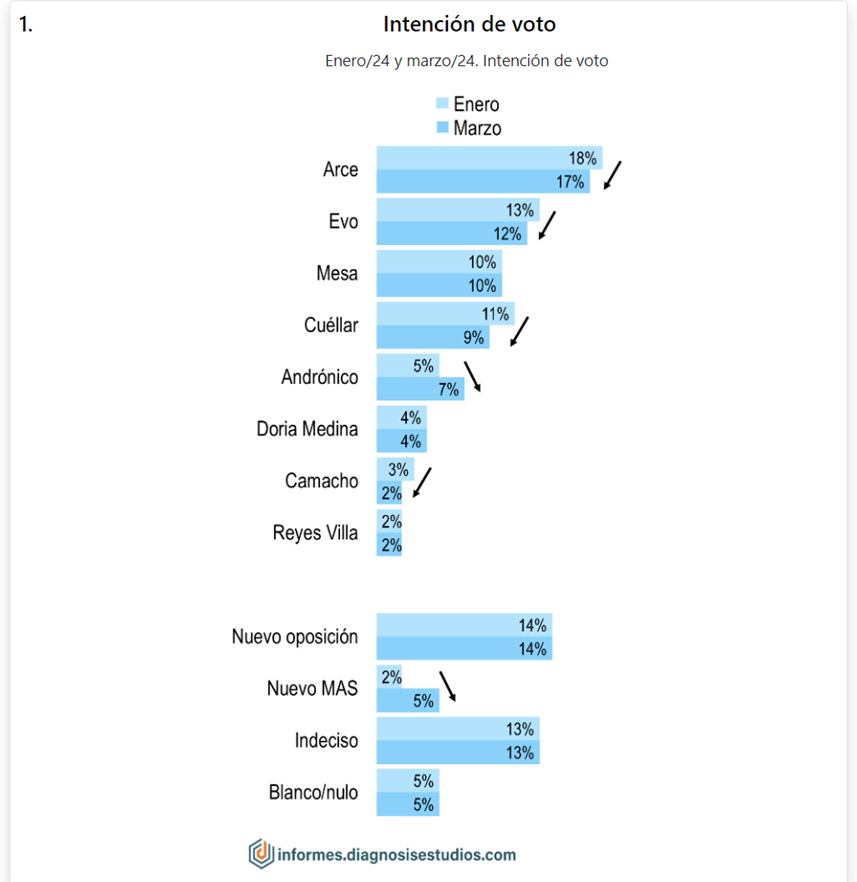 1.
Intención de voto
Enero/24 y marzo/24. Intención de voto
Enero
Marzo
Arce
18%
17%
Evo
13%
12%
Mesa
10%
10%
Cuéllar
11%
9%
Andrónico
5%
7%
Doria Medina
4%
4%
Camacho
3%
2%
Reyes Villa
2%
2%
Nuevo oposición
14%
14%
Nuevo MAS
2%
5%
Indeciso
13%
13%
Blanco/nulo
5%
5%
informes.diagnosisestudios.com